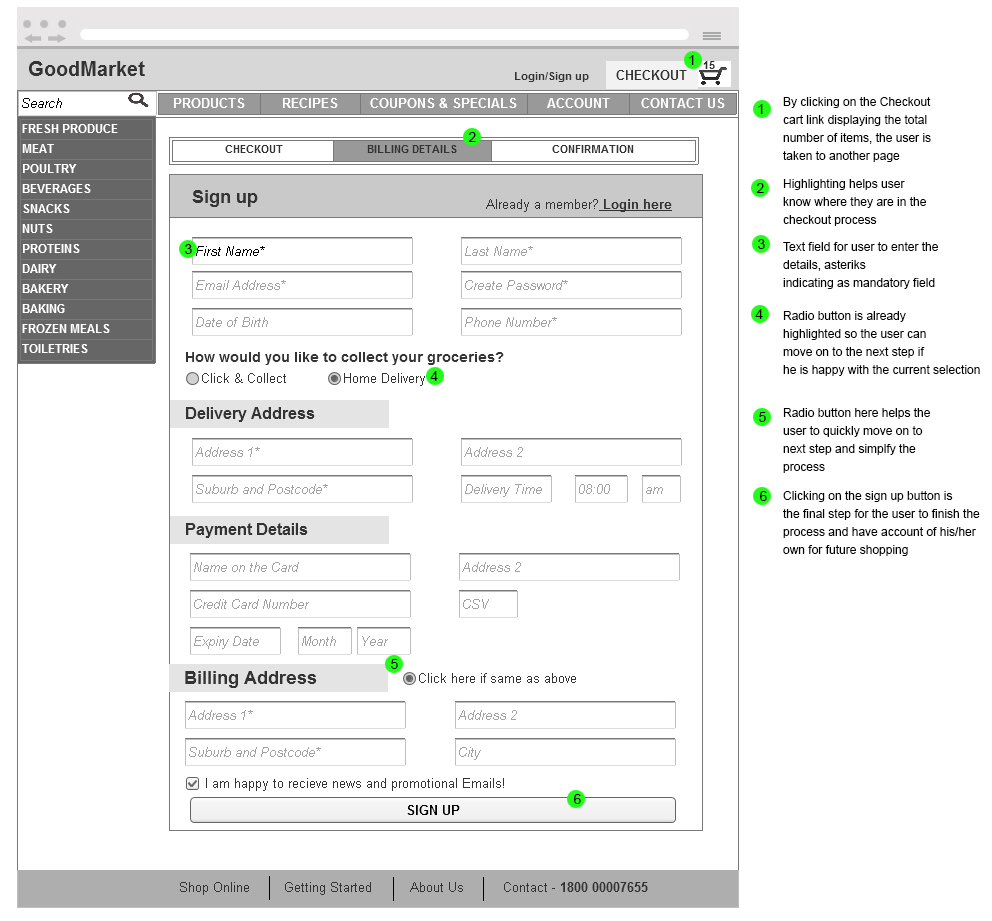 GoodMarket
Login/Sign up
CHECKOUT
15
1
Search
PRODUCTS
RECIPES
COUPONS & SPECIALS
ACCOUNT
CONTACT US
FRESH PRODUCE
MEAT
POULTRY
BEVERAGES
SNACKS
NUTS
PROTEINS
DAIRY
BAKERY
BAKING
FROZEN MEALS
TOILETRIES
2
CHECKOUT
BILLING DETAILS
CONFIRMATION
Sign up
Already a member? Login here
3
First Name*
Last Name*
Email Address*
Create Password*
Date of Birth
Phone Number*
How would you like to collect your groceries?
Click & Collect
Home Delivery
4
Delivery Address
Address 1*
Address 2
Suburb and Postcode*
Delivery Time
08:00
am
Payment Details
Name on the Card
Address 2
Credit Card Number
CSV
Expiry Date
Month
Year
5
Billing Address
Click here if same as above
Address 1*
Address 2
Suburb and Postcode*
City
I am happy to recieve news and promotional Emails!
6
SIGN UP
Shop Online
Getting Started
About Us
Contact - 1800 00007655
1
By clicking on the Checkout
cart link displaying the total
number of items, the user is
taken to another page
2
Highlighting helps user
know where they are in the
checkout process
3
Text field for user to enter the
details, asteriks
indicating as mandatory field
4
Radio button is already
highlighted so the user can
move on to the next step if
he is happy with the current selection
5
Radio button here helps the
user to quickly move on to
next step and simplfy the
process
6
Clicking on the sign up button is
the final step for the user to finish the
process and have account of his/her
own for future shopping